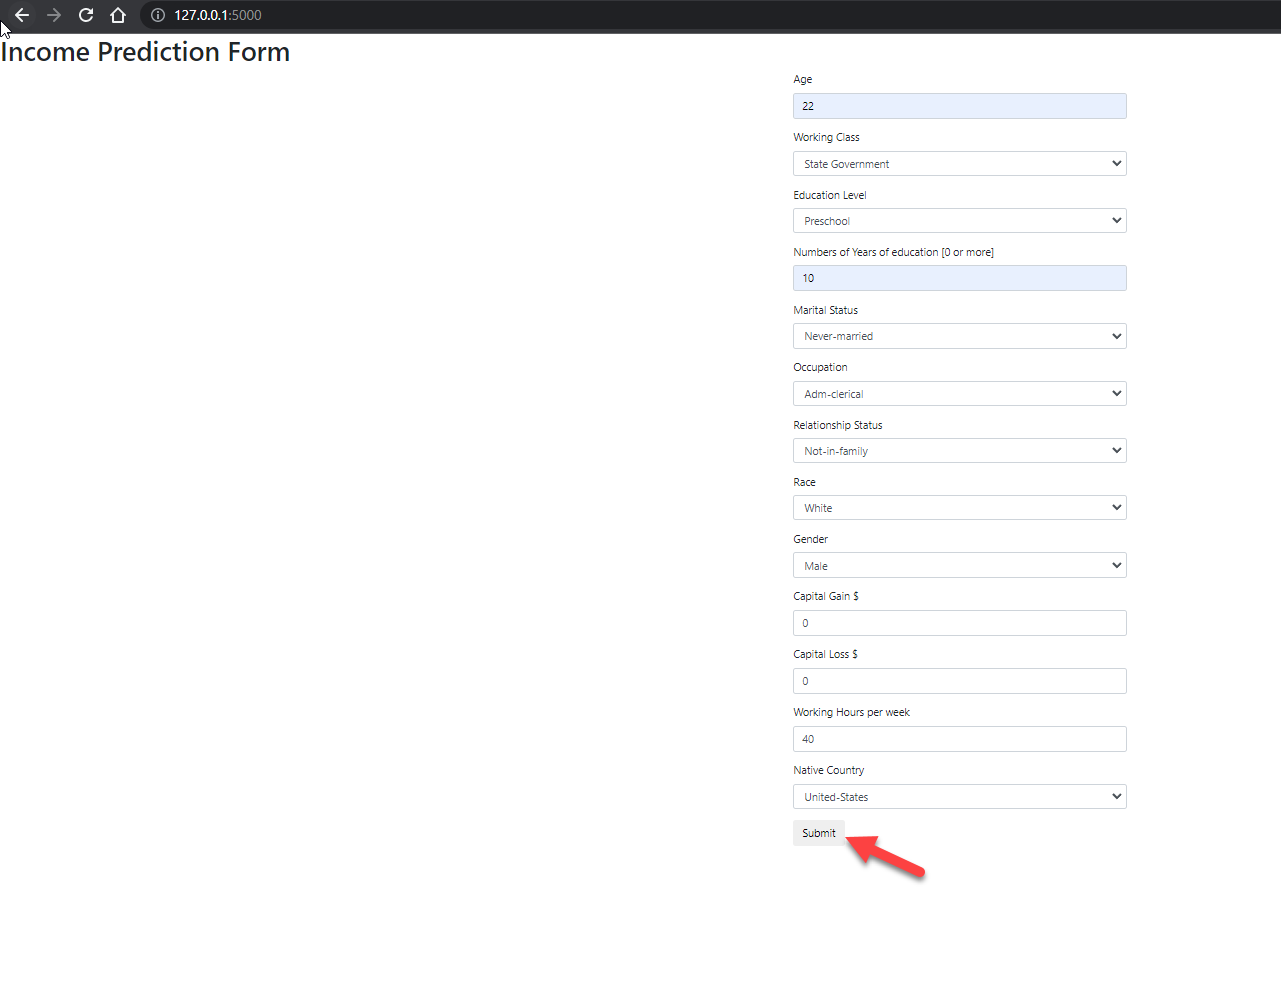 127.0.0.1:5000
Income Prediction Form
Age
22
Working Class
State Government
Education Level
Preschool
Numbers of Years of education [0 or more]
10
Marital Status
Never-married
Occupation
Adm-clerical
Relationship Status
Not-in-family
Race
White
Gender
Male
Capital Gain $
0
Capital Loss $
0
Working Hours per week
40
Native Country
United-States
Submit